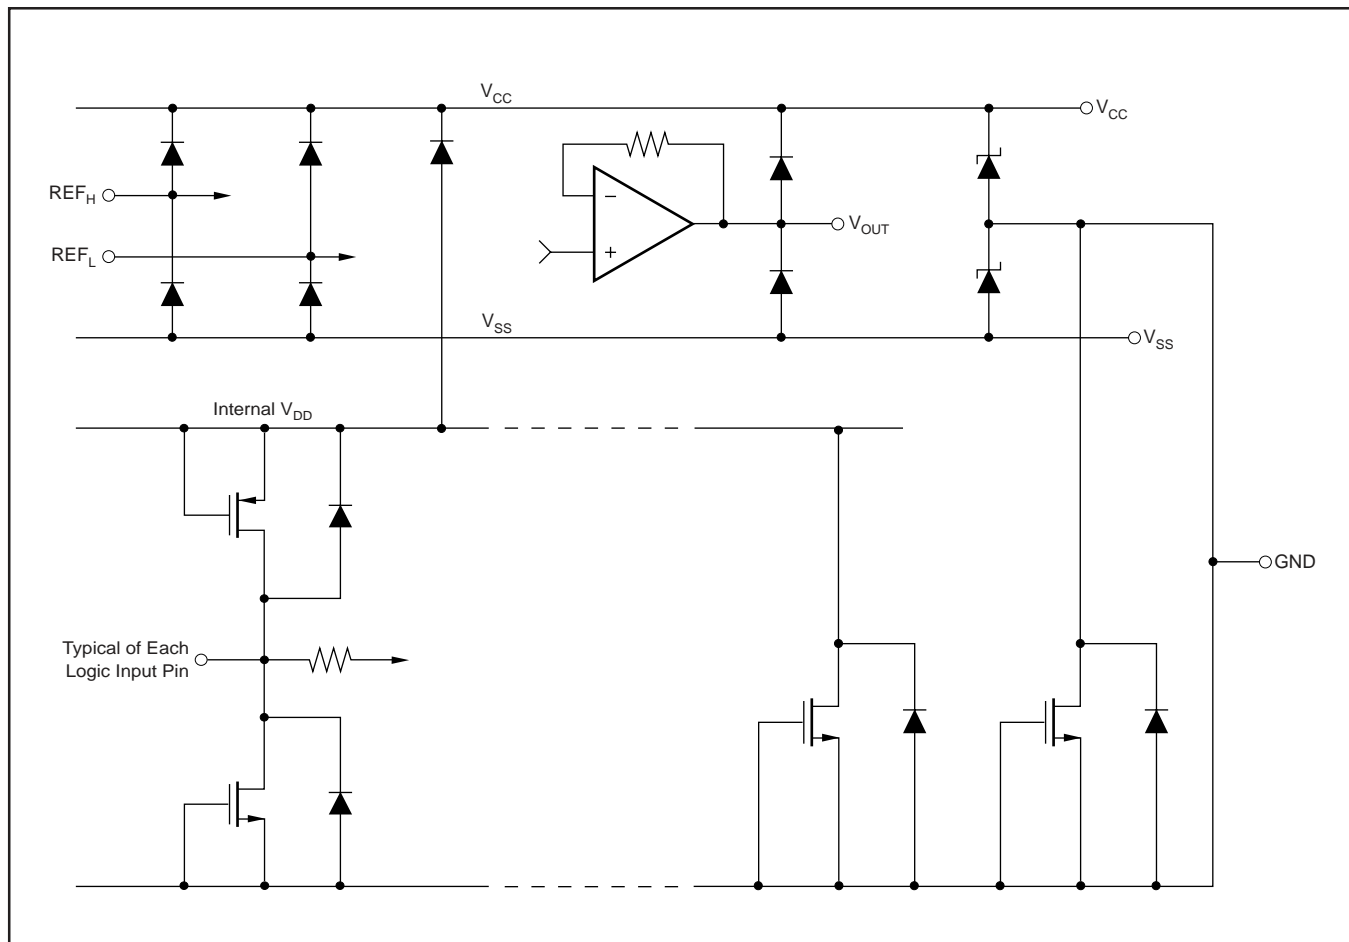 V_CC
V_CC
REF_H
REF_L
−
+
V_OUT
V_SS
V_SS
Internal V_DD
GND
Typical of Each
Logic Input Pin